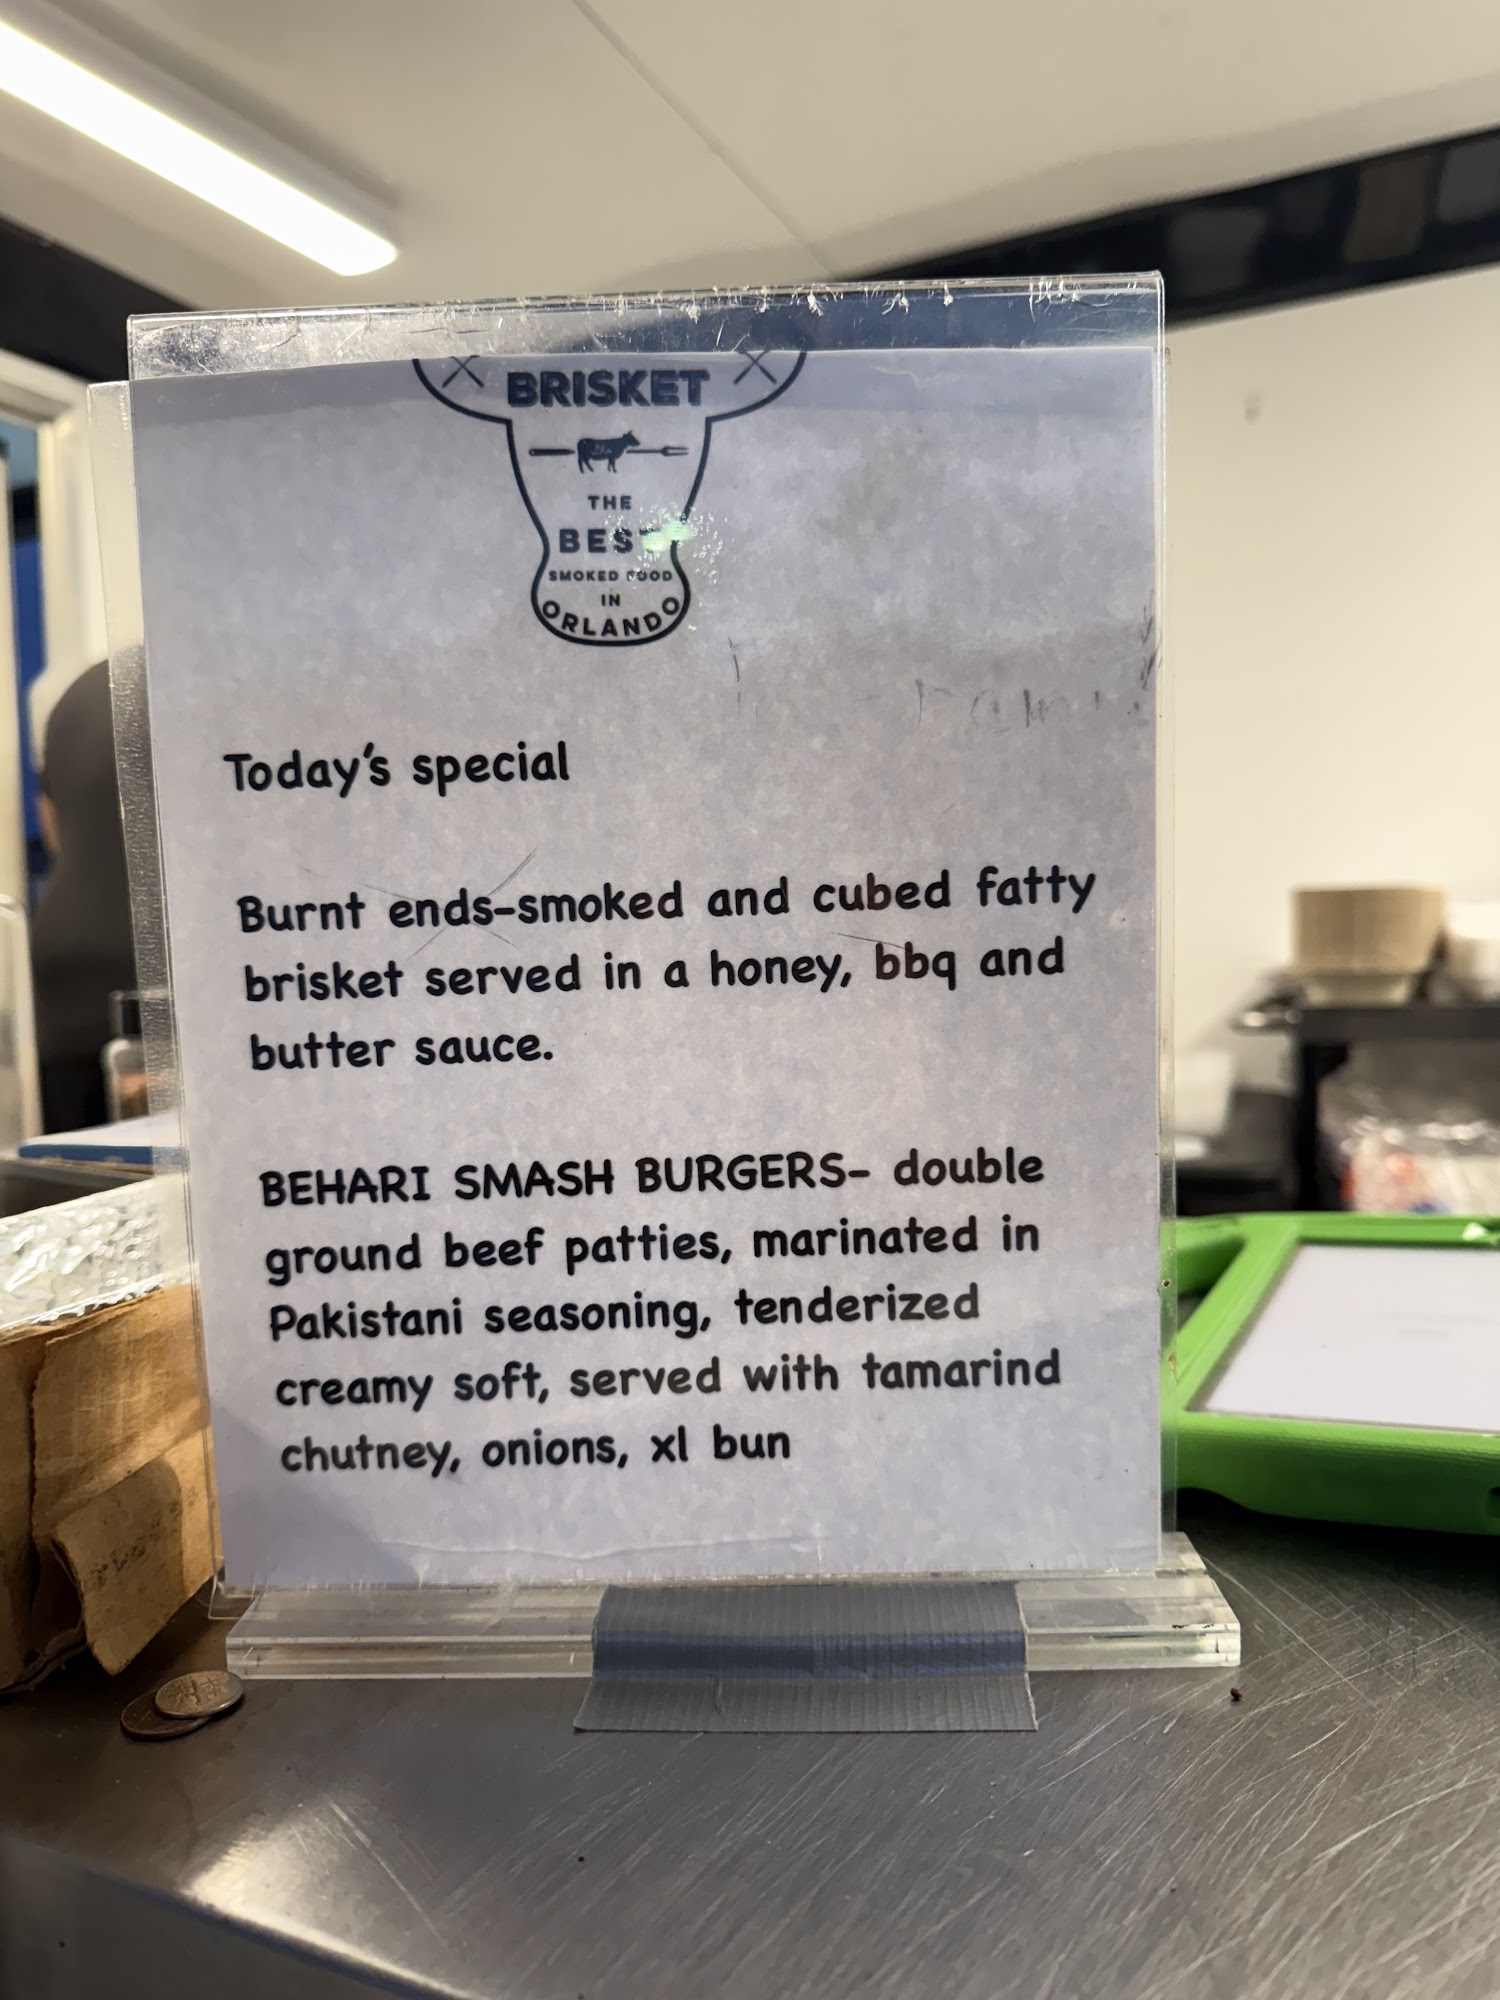 BRISKET
THE
BEST
SMOKED FOOD
IN
ORLANDO
Today's special
Burnt ends-smoked and cubed fatty
brisket served in a honey, bbq and
butter sauce.
BEHARI SMASH BURGERS- double
ground beef patties, marinated in
Pakistani seasoning, tenderized
creamy soft, served with tamarind
chutney, onions, xl bun